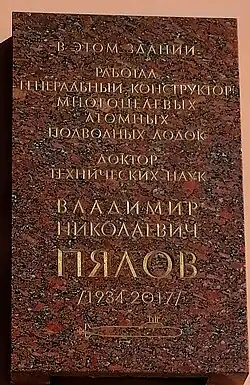 В ЭТОМ ЗДАНИИ
РАБОТАЛ
ГЕНЕРАЛЬНЫЙ КОНСТРУКТОР
МНОГОЦЕЛЕВЫХ
АТОМНЫХ
ПОДВОДНЫХ ЛОДОК
ДОКТОР
ТЕХНИЧЕСКИХ НАУК
ВЛАДИМИР
НИКОЛАЕВИЧ
ПЯЛОВ
/1934 2017/